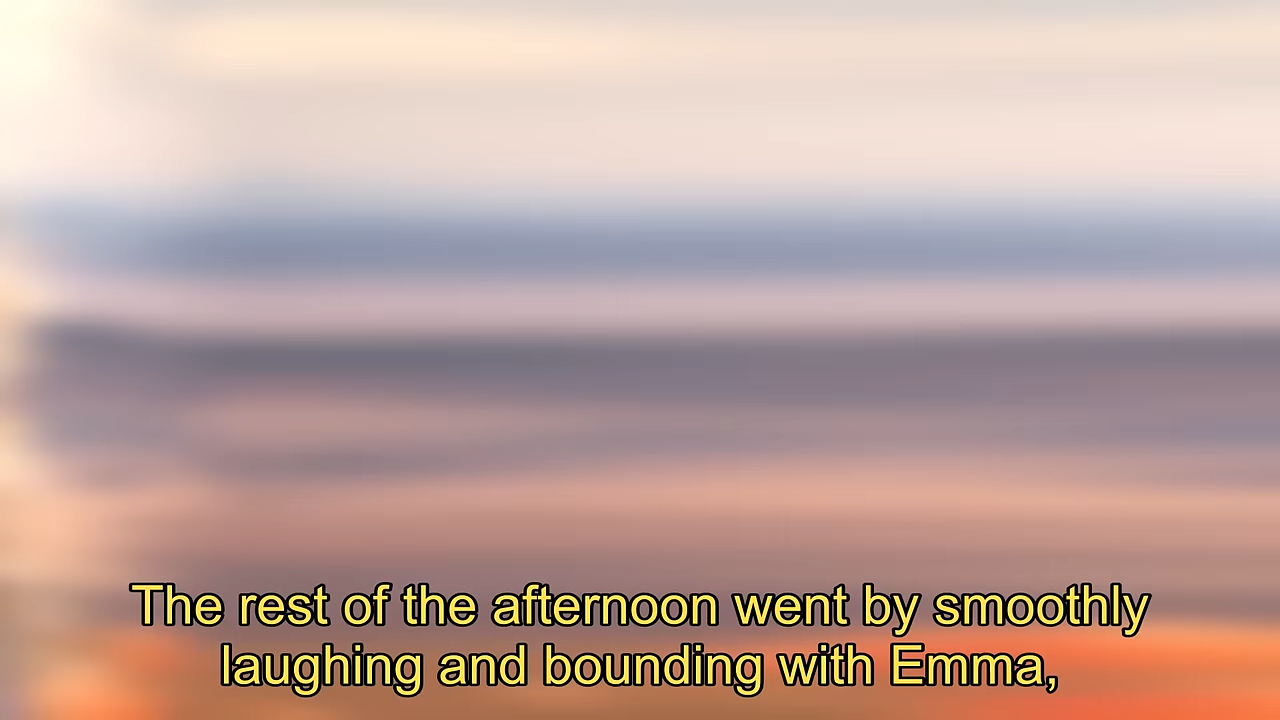 The rest of the afternoon went by smoothly
laughing and bounding with Emma,